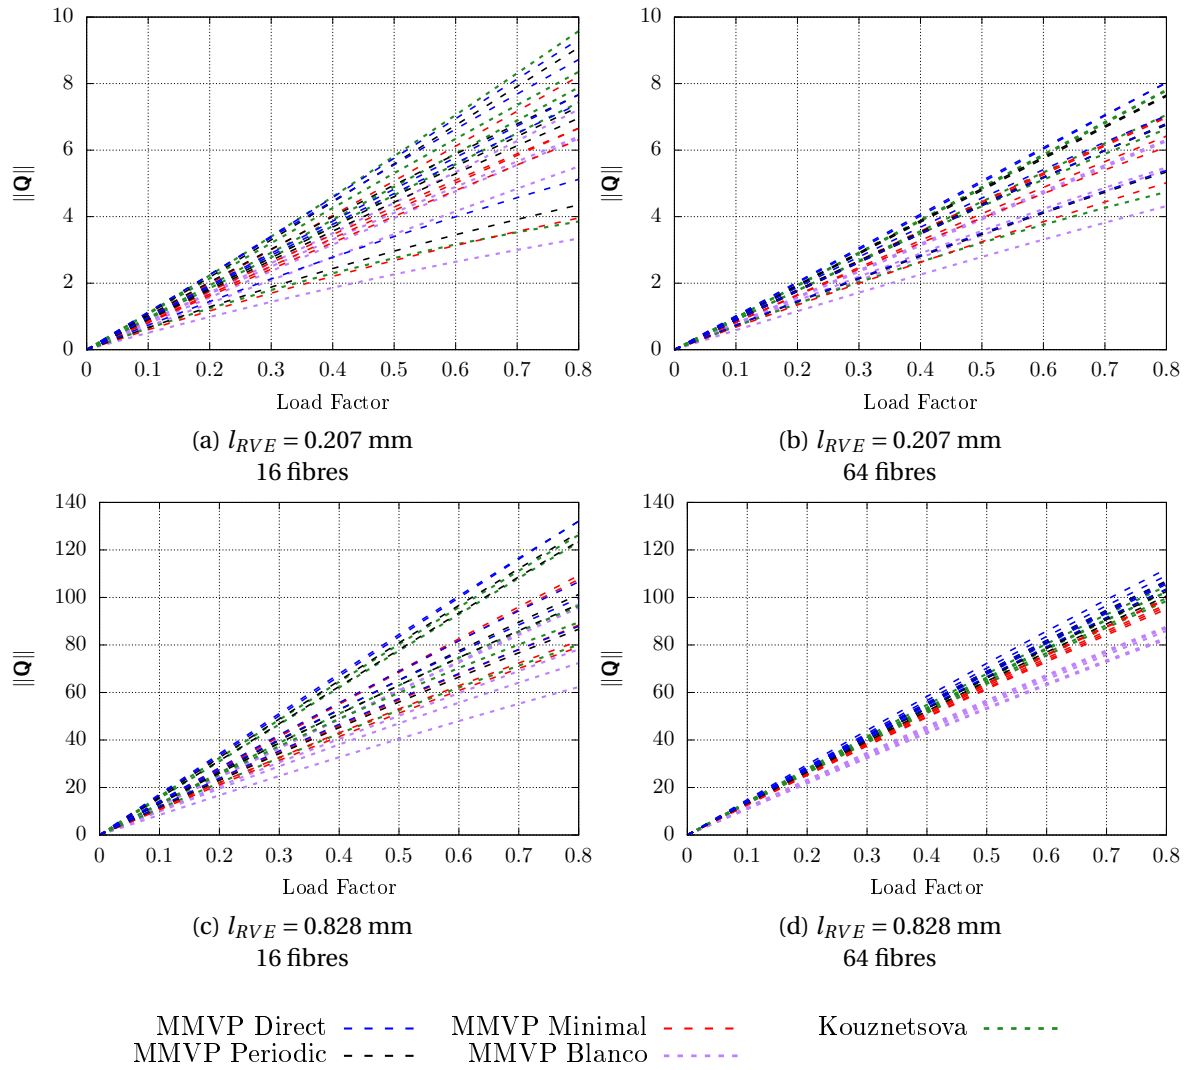 10
8
6
4
2
0
‖Q‖
0 0.1 0.2 0.3 0.4 0.5 0.6 0.7 0.8
Load Factor
(a) l_RVE = 0.207 mm
16 fibres
10
8
6
4
2
0
‖Q‖
0 0.1 0.2 0.3 0.4 0.5 0.6 0.7 0.8
Load Factor
(b) l_RVE = 0.207 mm
64 fibres
140
120
100
80
60
40
20
0
‖Q‖
0 0.1 0.2 0.3 0.4 0.5 0.6 0.7 0.8
Load Factor
(c) l_RVE = 0.828 mm
16 fibres
140
120
100
80
60
40
20
0
‖Q‖
0 0.1 0.2 0.3 0.4 0.5 0.6 0.7 0.8
Load Factor
(d) l_RVE = 0.828 mm
64 fibres
MMVP Direct MMVP Minimal Kouznetsova
MMVP Periodic MMVP Blanco